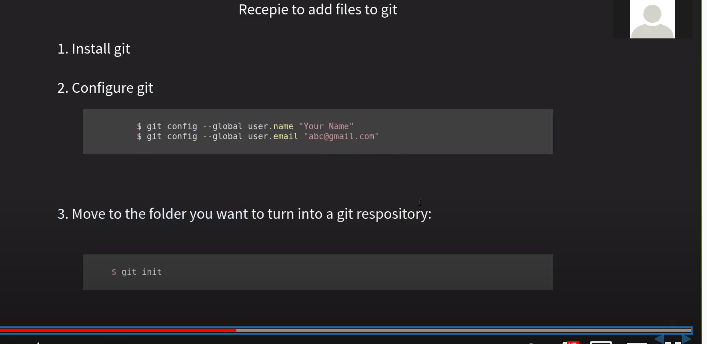 Recepie to add files to git
1. Install git
2. Configure git
$ git config --global user.name "Your Name"
$ git config --global user.email "abc@gmail.com"
3. Move to the folder you want to turn into a git respository:
$ git init